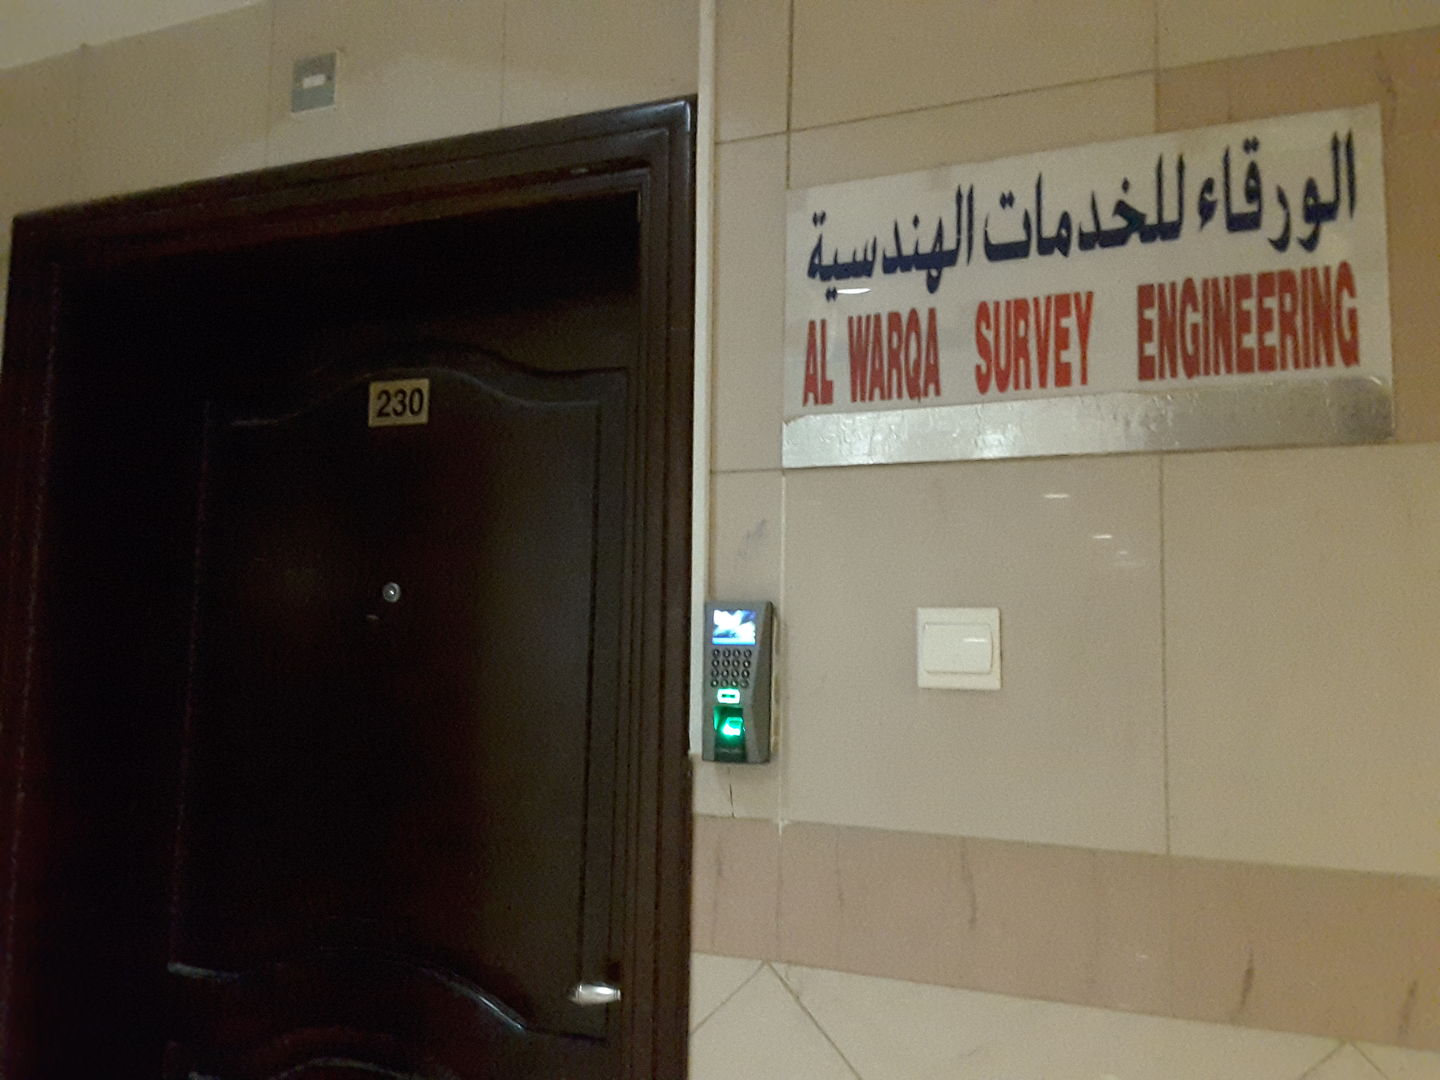 الورقاء للخدمات الهندسية
AL WARQA SURVEY ENGINEERING
230